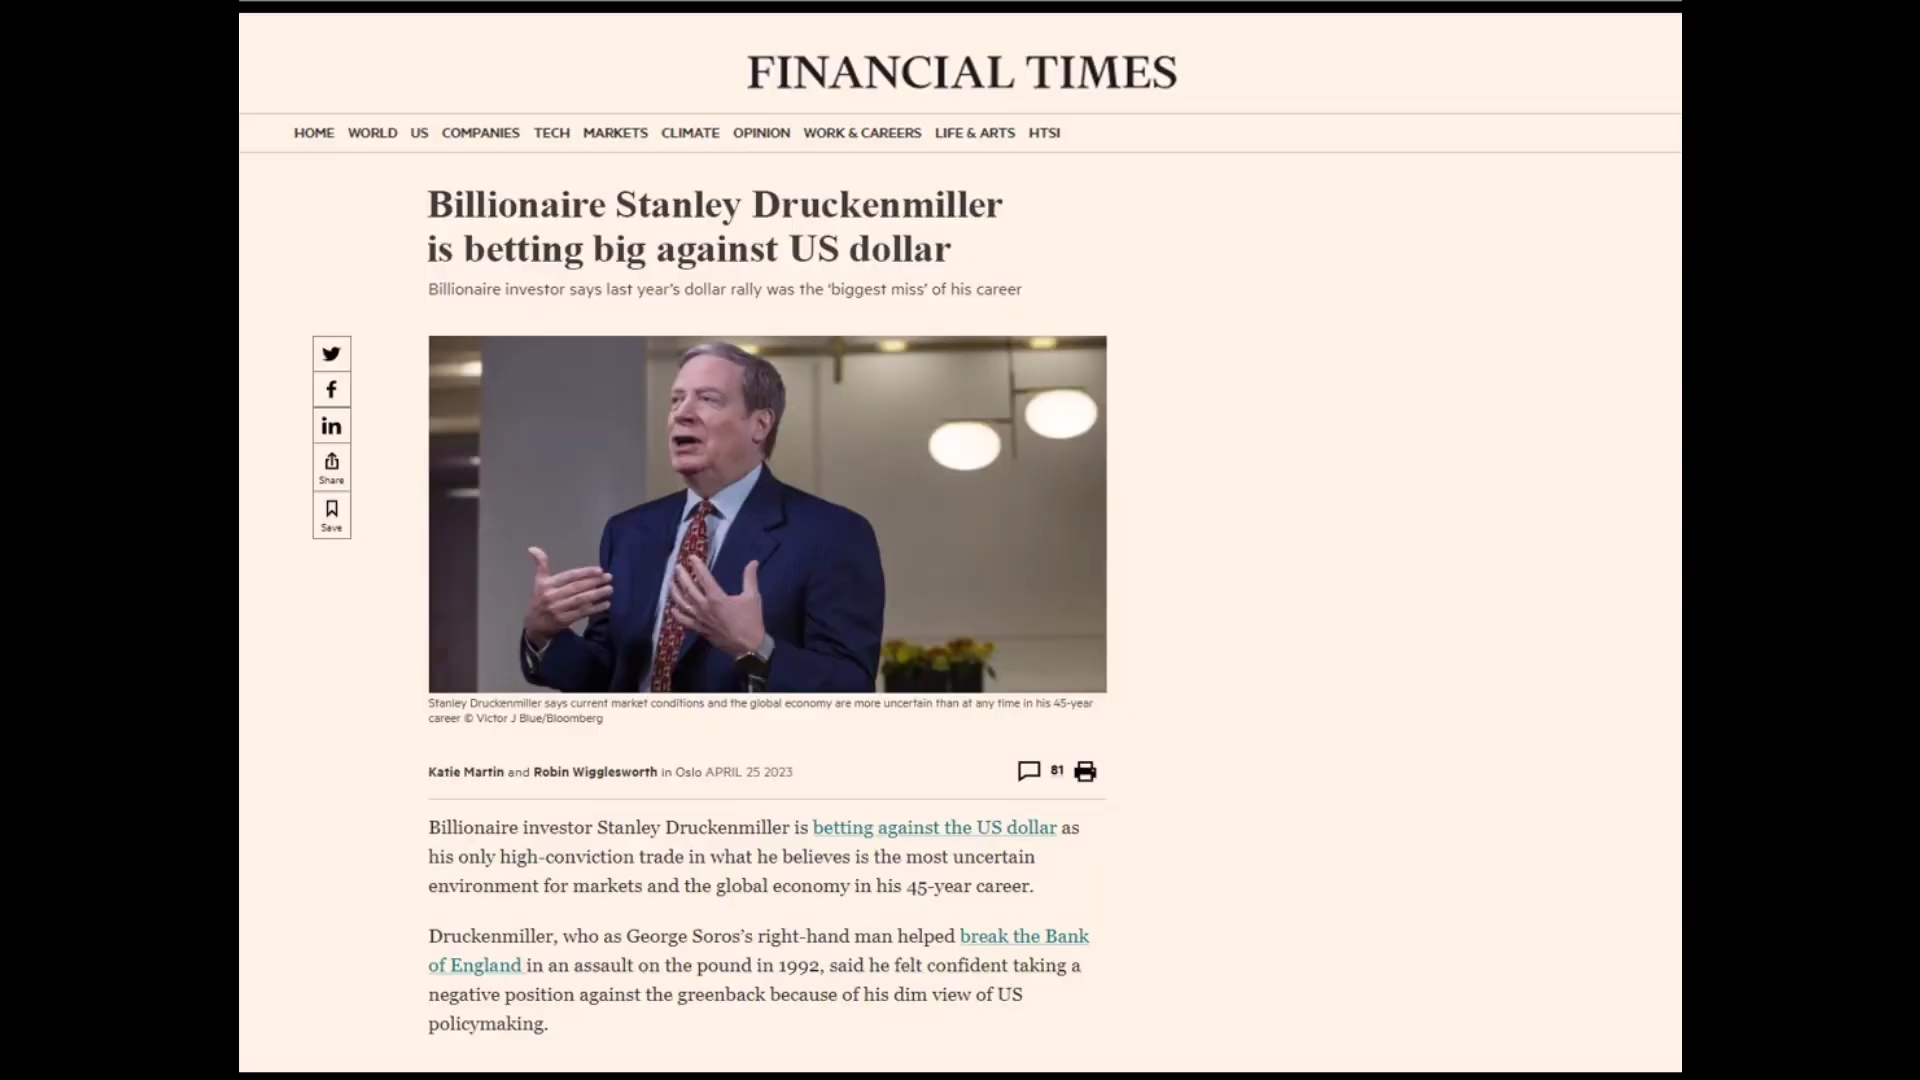 FINANCIAL TIMES
HOME WORLD US COMPANIES TECH MARKETS CLIMATE OPINION WORK & CAREERS LIFE & ARTS HTSI
Billionaire Stanley Druckenmiller
is betting big against US dollar
Billionaire investor says last year’s dollar rally was the ‘biggest miss’ of his career
f
in
Share
Save
Stanley Druckenmiller says current market conditions and the global economy are more uncertain than at any time in his 45-year
career © Victor J Blue/Bloomberg
Katie Martin and Robin Wigglesworth in Oslo APRIL 25 2023
81
Billionaire investor Stanley Druckenmiller is betting against the US dollar as
his only high-conviction trade in what he believes is the most uncertain
environment for markets and the global economy in his 45-year career.
Druckenmiller, who as George Soros’s right-hand man helped break the Bank
of England in an assault on the pound in 1992, said he felt confident taking a
negative position against the greenback because of his dim view of US
policymaking.